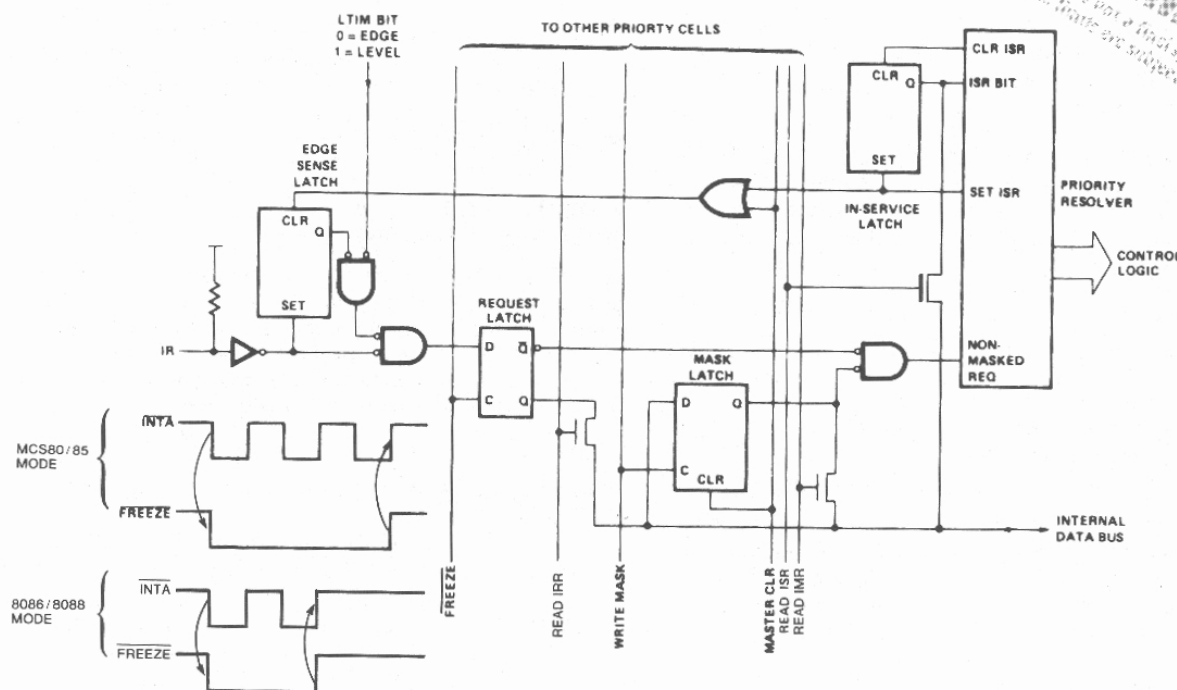 LTIM BIT
0 = EDGE
1 = LEVEL
TO OTHER PRIORTY CELLS
CLR ISR
CLR
Q
ISR BIT
SET
EDGE
SENSE
LATCH
CLR
Q
SET
IN-SERVICE
LATCH
SET ISR
PRIORITY
RESOLVER
CONTROL
LOGIC
REQUEST
LATCH
IR
D
Q
C
Q
MASK
LATCH
D
Q
C
CLR
NON-
MASKED
REQ
INTERNAL
DATA BUS
MCS80/85
MODE
INTA
FREEZE
8086/8088
MODE
INTA
FREEZE
FREEZE
READ IRR
WRITE MASK
MASTER CLR
READ ISR
READ IMR